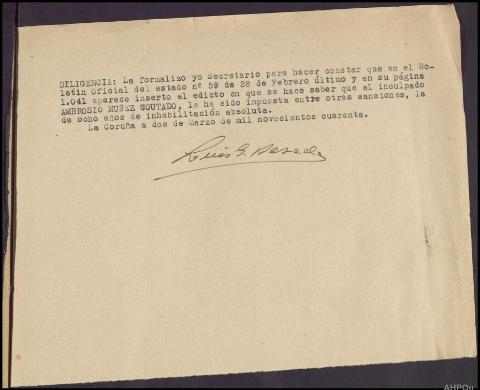 DILIGENCIA: La formalizo yo Secretario para hacer constar que en el Bo-
letín Oficial del estado nº 59 de 28 de Febrero último y en su página
1.041 aparece inserto el edicto en que se hace saber que al inculpado
AMBROSIO NUÑEZ COUTADO, le ha sido impuesta entre otras sanciones, la
de ocho años de inhabilitación absoluta.
La Coruña a dos de Marzo de mil novecientos cuarenta.
Luis G.
AHPOu